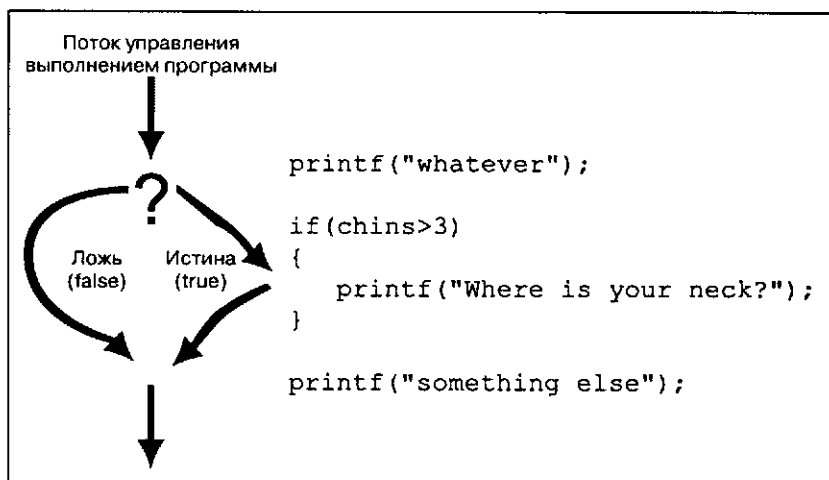 Поток управления
выполнением программы
printf("whatever");
?
if(chins>3)
Ложь Истина
(false) (true)
{
printf("Where is your neck?");
}
printf("something else");